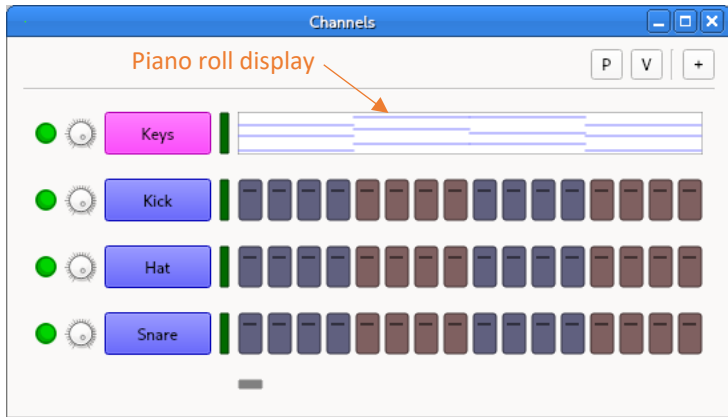 Channels
Piano roll display
P V +
Keys
Kick
Hat
Snare